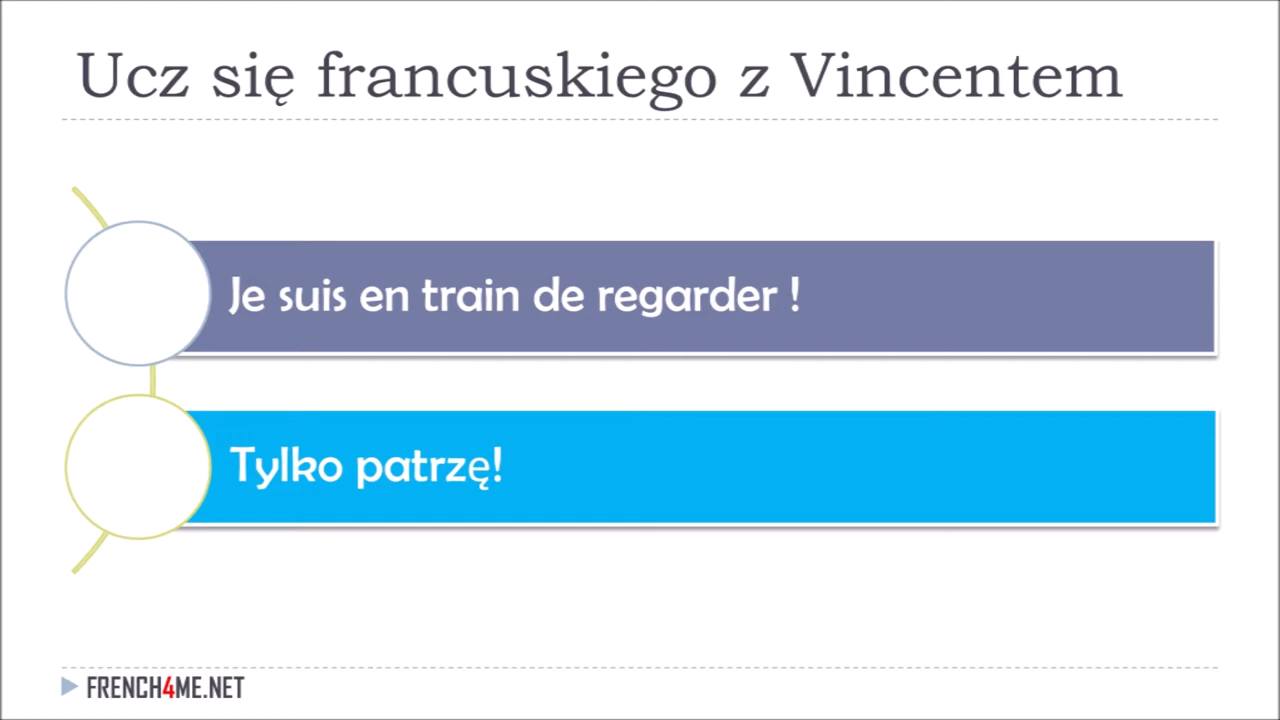 Ucz się francuskiego z Vincentem
Je suis en train de regarder !
Tylko patrzę!
FRENCH4ME.NET